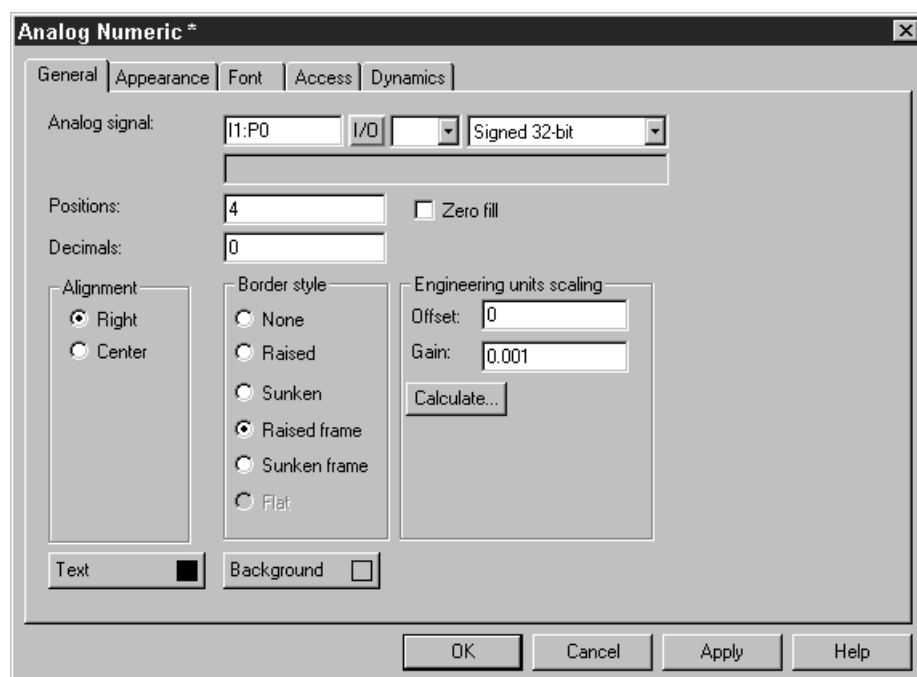 Analog Numeric *
General Appearance Font Access Dynamics
Analog signal: I1:P0 I/O Signed 32-bit
Positions: 4 Zero fill
Decimals: 0
Alignment Border style Engineering units scaling
Right None Offset: 0
Center Raised Gain: 0.001
Sunken Calculate...
Raised frame
Sunken frame
Flat
Text Background
OK Cancel Apply Help